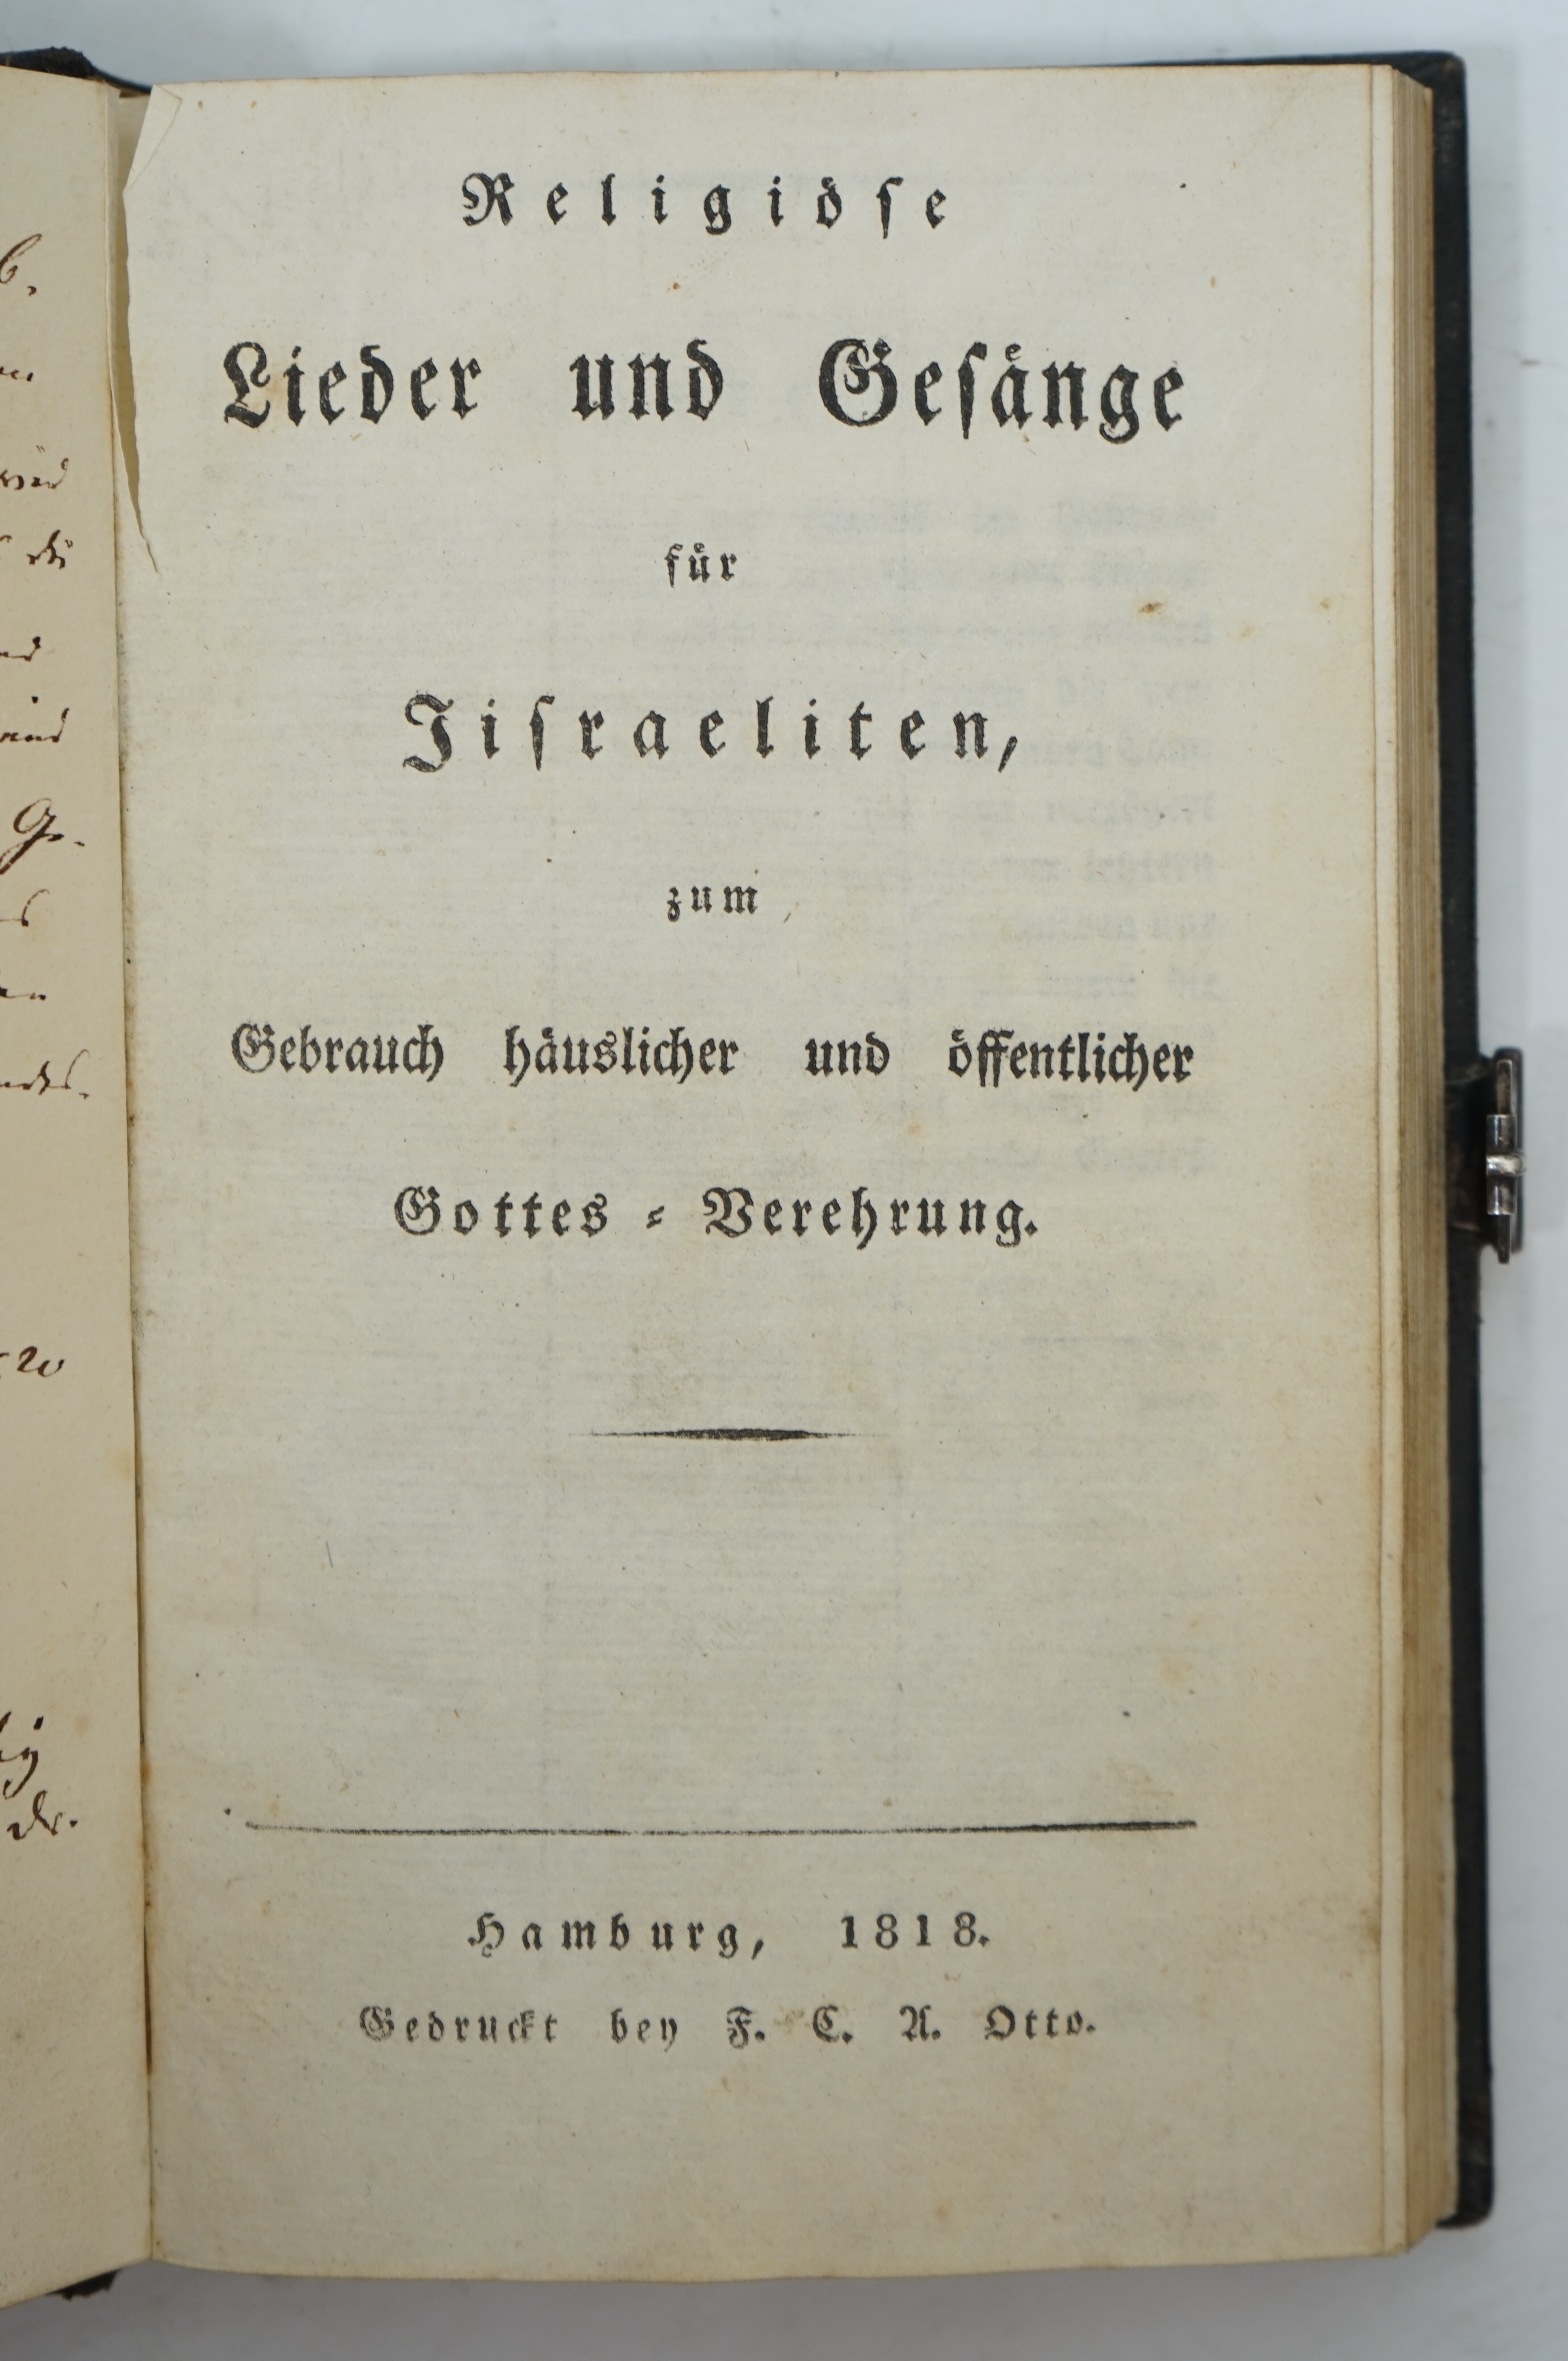 Religiöse
Lieder und Gesänge
für
Jisraeliten,
zum
Gebrauch häuslicher und öffentlicher
Gottes-Verehrung.
Hamburg, 1818.
Gedruckt bey F. C. A. Otto.